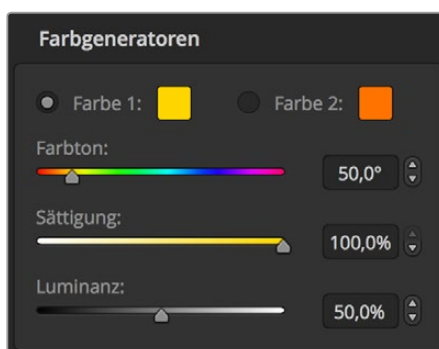 Farbgeneratoren
Farbe 1: Farbe 2:
Farbton:
50,0°
Sättigung:
100,0%
Luminanz:
50,0%